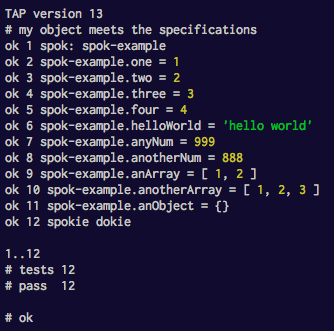 TAP version 13
# my object meets the specifications
ok 1 spok: spok-example
ok 2 spok-example.one = 1
ok 3 spok-example.two = 2
ok 4 spok-example.three = 3
ok 5 spok-example.four = 4
ok 6 spok-example.helloWorld = 'hello world'
ok 7 spok-example.anyNum = 999
ok 8 spok-example.anotherNum = 888
ok 9 spok-example.anArray = [ 1, 2 ]
ok 10 spok-example.anotherArray = [ 1, 2, 3 ]
ok 11 spok-example.anObject = {}
ok 12 spokie dokie
1..12
# tests 12
# pass  12
# ok